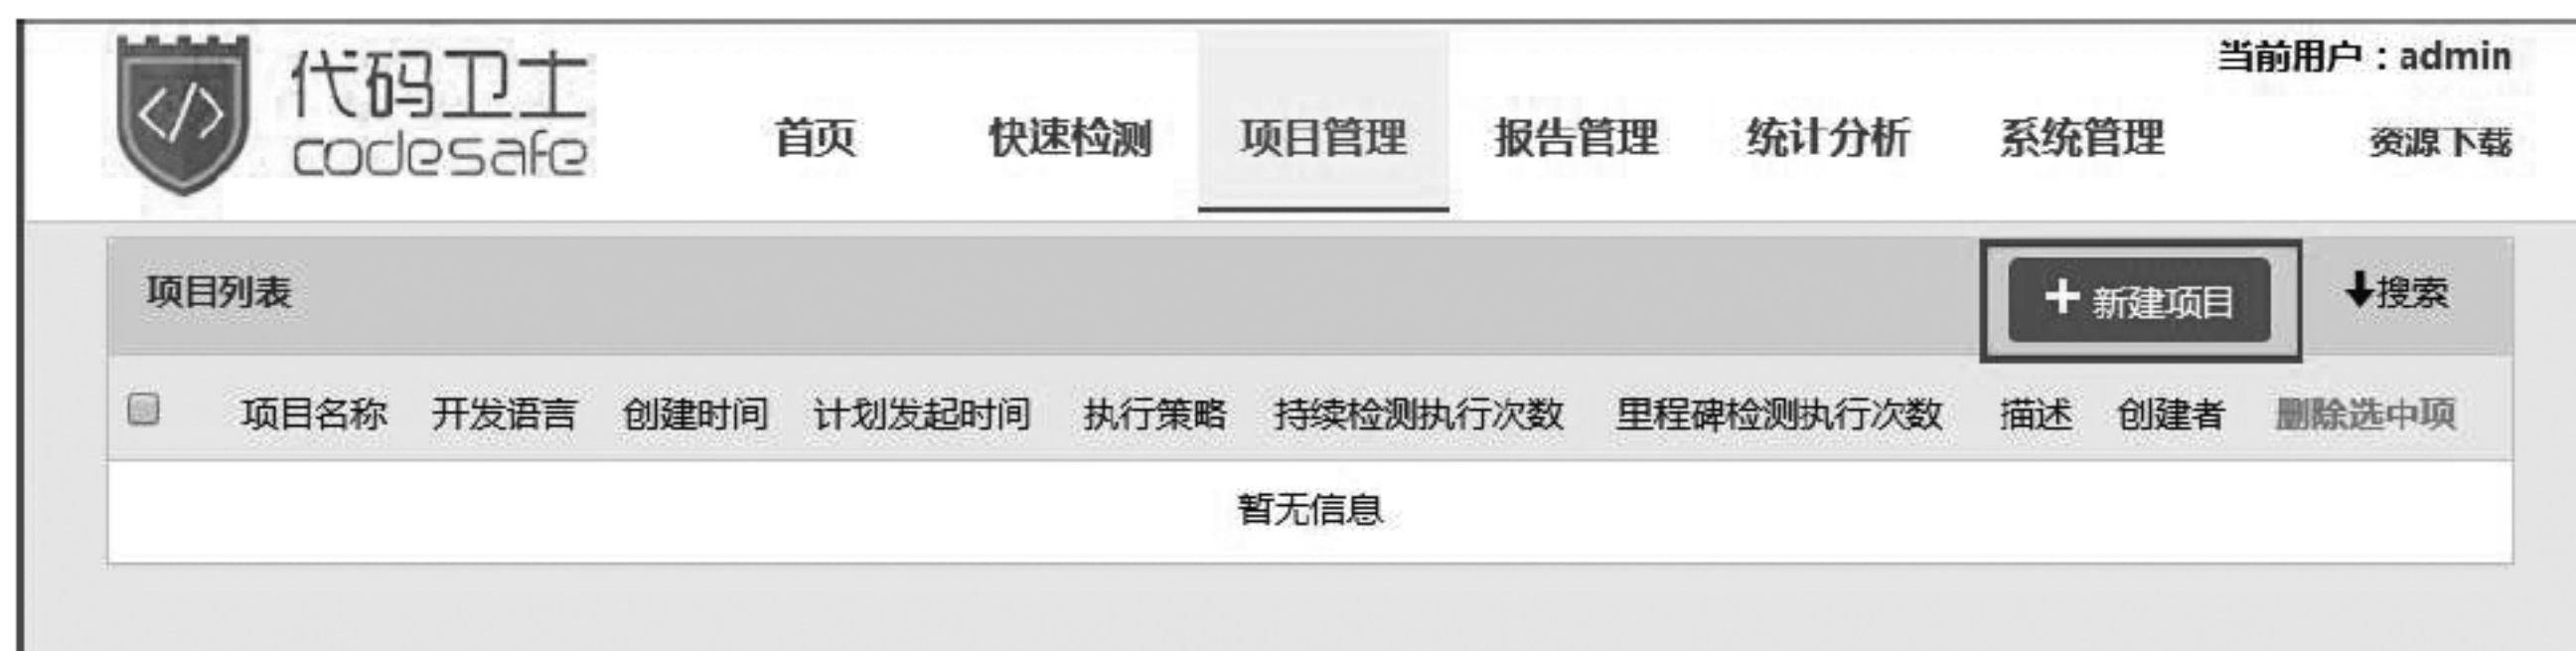 当前用户：admin
代码卫士
codesafe
首页 快速检测 项目管理 报告管理 统计分析 系统管理 资源下载
项目列表 +新建项目 搜索
项目名称 开发语言 创建时间 计划发起时间 执行策略 持续检测执行次数 里程碑检测执行次数 描述 创建者 删除选中项
暂无信息